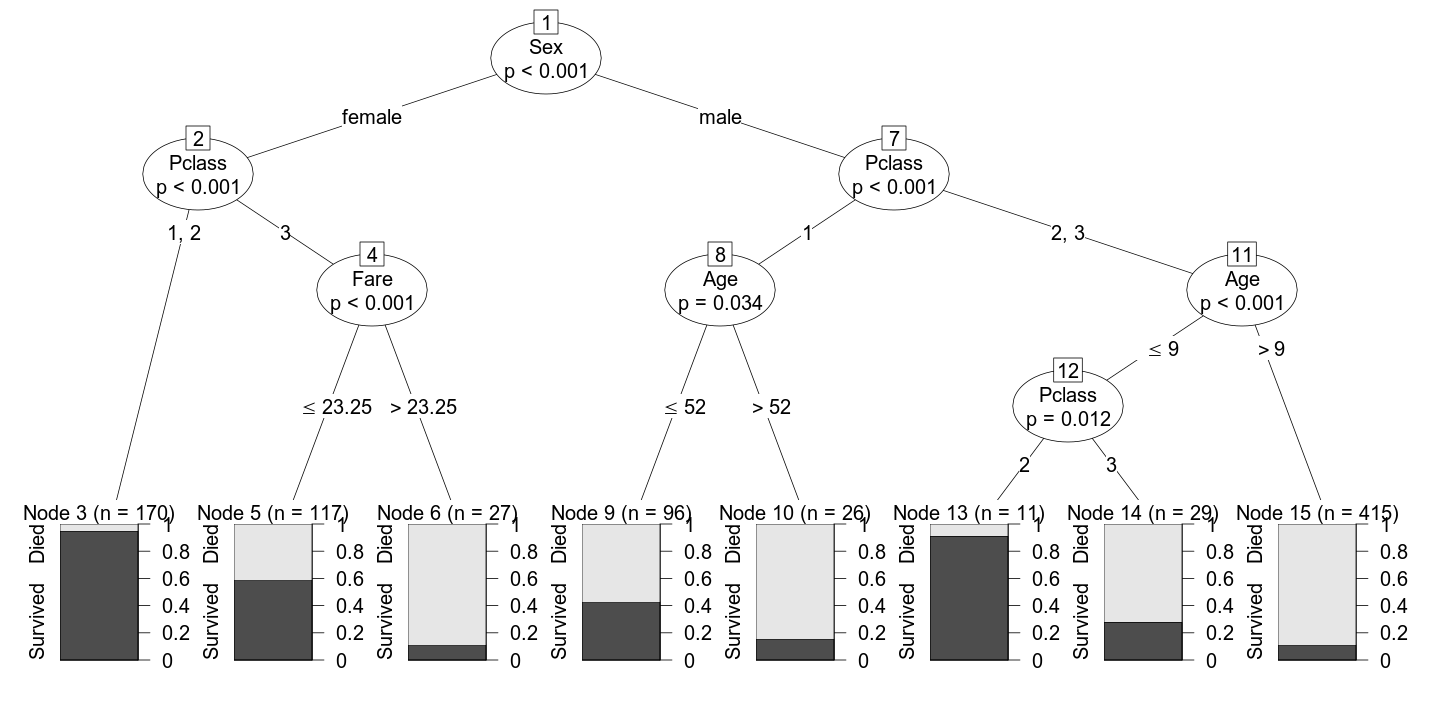 1
Sex
p < 0.001
female
male
2
Pclass
p < 0.001
7
Pclass
p < 0.001
1, 2
3
1
2, 3
4
Fare
p < 0.001
8
Age
p = 0.034
11
Age
p < 0.001
≤ 9
> 9
12
Pclass
p = 0.012
≤ 23.25
> 23.25
≤ 52
> 52
2
3
Node 3 (n = 170)
Survived Died
1
0.8
0.6
0.4
0.2
0
Node 5 (n = 117)
Survived Died
1
0.8
0.6
0.4
0.2
0
Node 6 (n = 27)
Survived Died
1
0.8
0.6
0.4
0.2
0
Node 9 (n = 96)
Survived Died
1
0.8
0.6
0.4
0.2
0
Node 10 (n = 26)
Survived Died
1
0.8
0.6
0.4
0.2
0
Node 13 (n = 11)
Survived Died
1
0.8
0.6
0.4
0.2
0
Node 14 (n = 29)
Survived Died
1
0.8
0.6
0.4
0.2
0
Node 15 (n = 415)
Survived Died
1
0.8
0.6
0.4
0.2
0